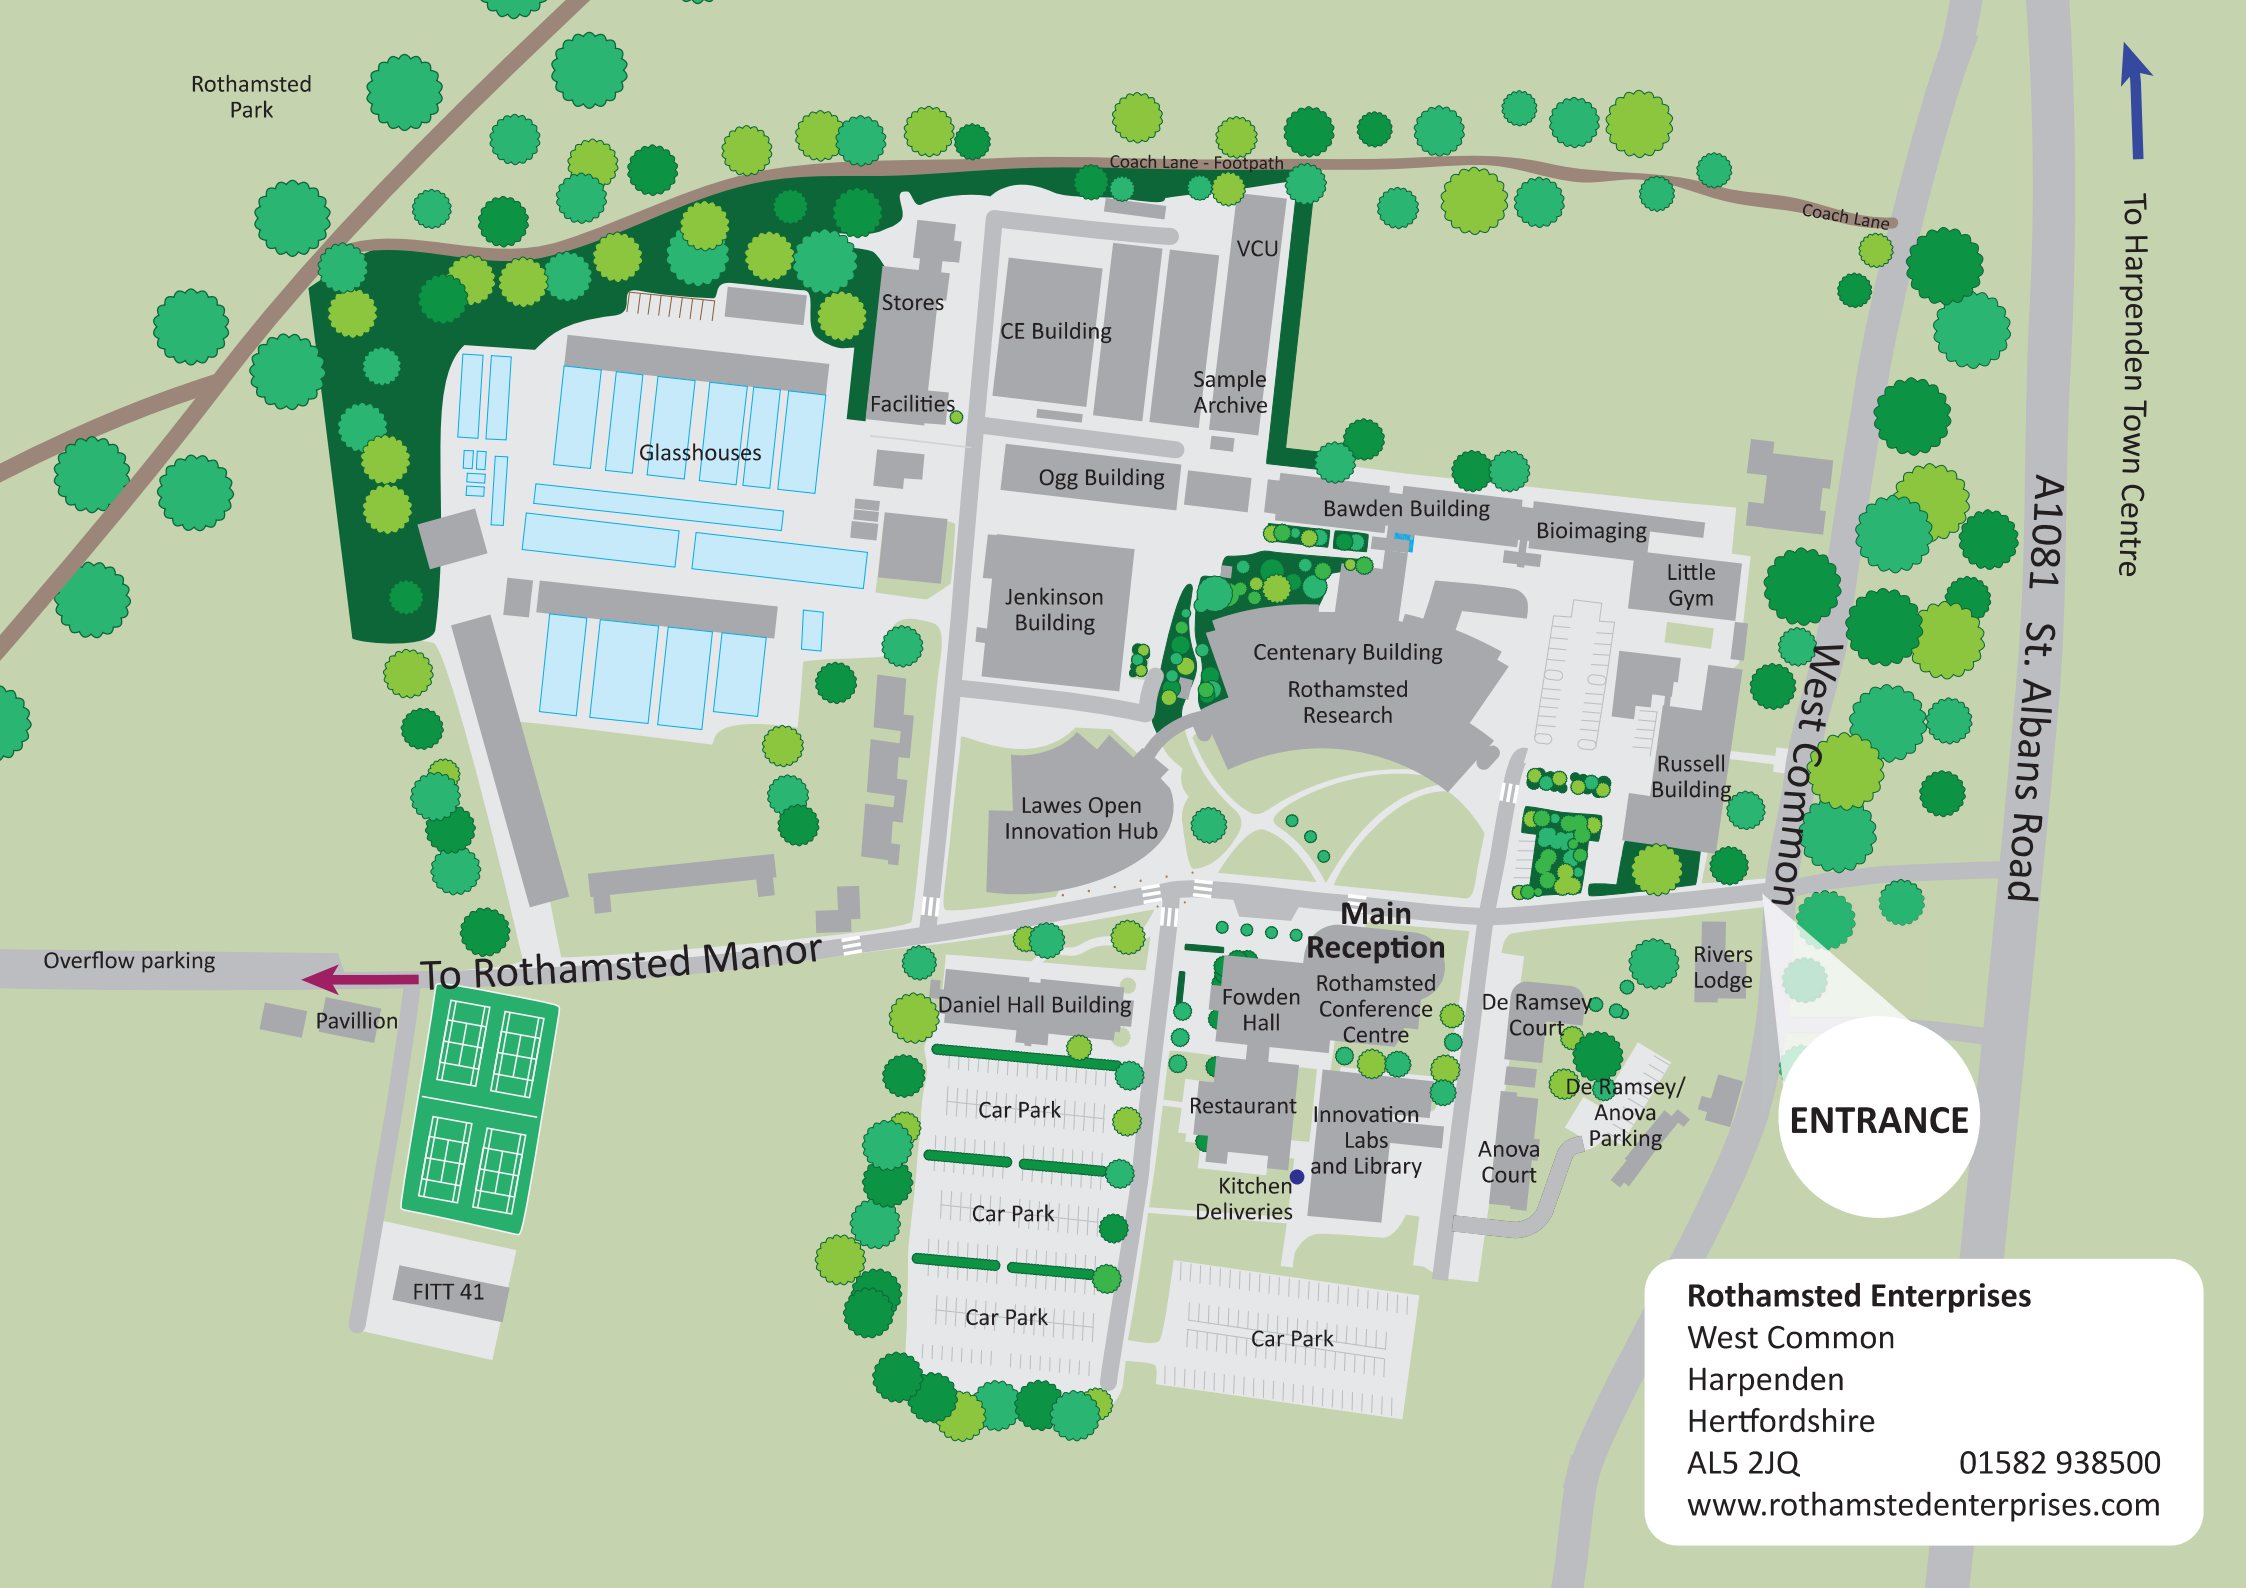 Rothamsted
Park
Coach Lane - Footpath
Coach Lane
To Harpenden Town Centre
VCU
Stores
CE Building
Sample
Archive
Facilities
Glasshouses
Ogg Building
Bawden Building
Bioimaging
Little
Gym
Jenkinson
Building
Centenary Building
Rothamsted
Research
A1081 St. Albans Road
West Common
Russell
Building
Lawes Open
Innovation Hub
Main
Reception
Overflow parking
To Rothamsted Manor
Pavillion
Daniel Hall Building
Fowden
Hall
Rothamsted
Conference
Centre
De Ramsey
Court
Rivers
Lodge
De Ramsey/
Anova
Parking
ENTRANCE
Car Park
Restaurant
Innovation
Labs
and Library
Anova
Court
Kitchen
Deliveries
Car Park
FITT 41
Car Park
Car Park
Rothamsted Enterprises
West Common
Harpenden
Hertfordshire
AL5 2JQ 01582 938500
www.rothamstedenterprises.com